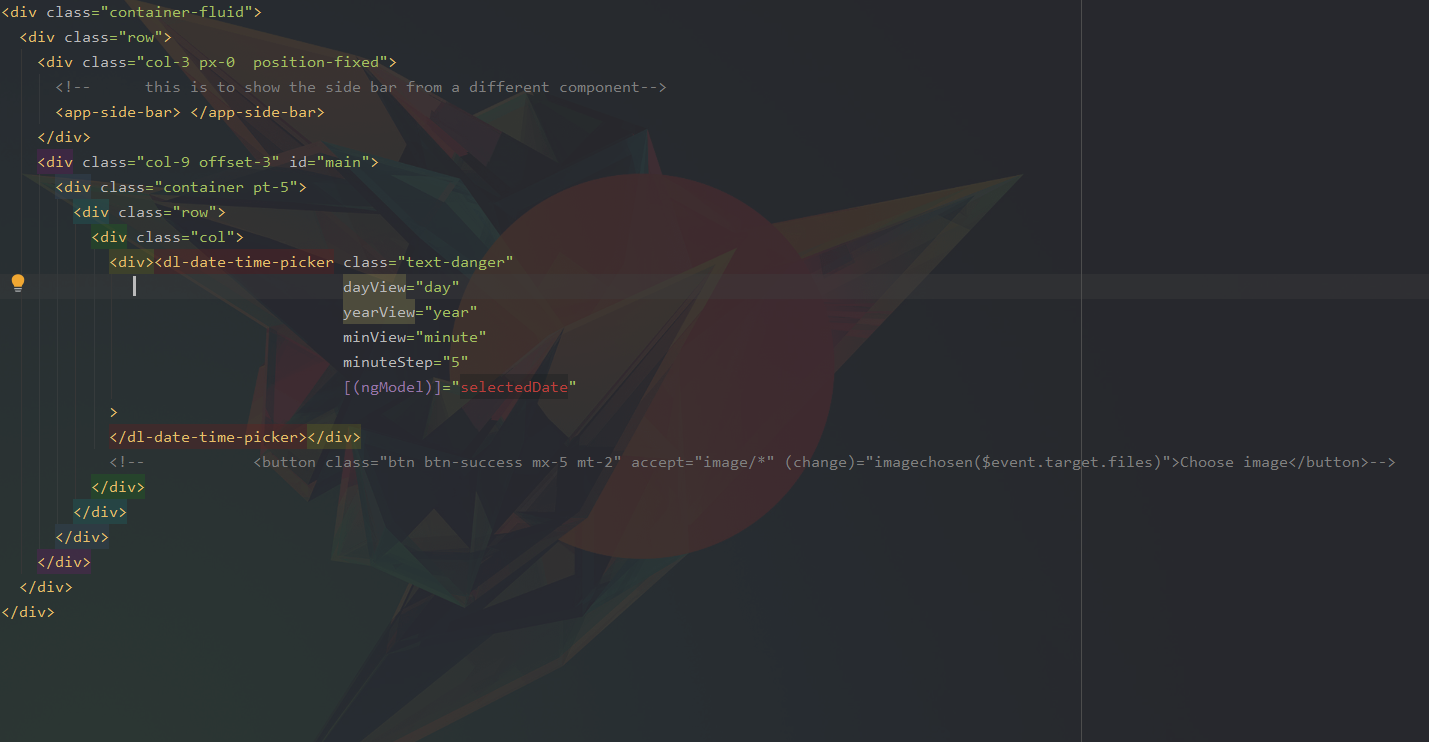 <div class="container-fluid">
<div class="row">
<div class="col-3 px-0  position-fixed">
<!--      this is to show the side bar from a different component-->
<app-side-bar> </app-side-bar>
</div>
<div class="col-9 offset-3" id="main">
<div class="container pt-5">
<div class="row">
<div class="col">
<div><dl-date-time-picker class="text-danger"
dayView="day"
yearView="year"
minView="minute"
minuteStep="5"
[(ngModel)]="selectedDate"
>
</dl-date-time-picker></div>
<!--            <button class="btn btn-success mx-5 mt-2" accept="image/*" (change)="imagechosen($event.target.files)">Choose image</button>-->
</div>
</div>
</div>
</div>
</div>
</div>